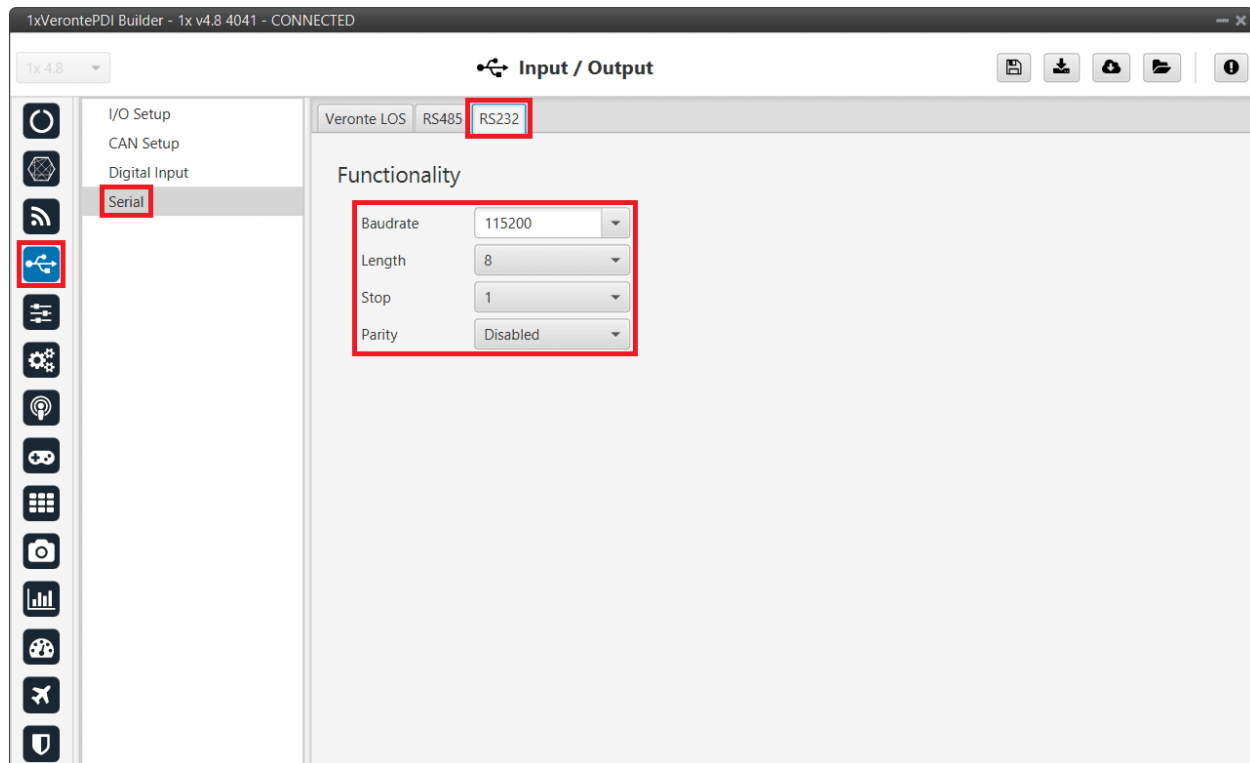 1xVerontePDI Builder - 1x v4.8 4041 - CONNECTED
1x 4.8
Input / Output
I/O Setup
CAN Setup
Digital Input
Serial
Veronte LOS RS485 RS232
Functionality
Baudrate 115200
Length 8
Stop 1
Parity Disabled